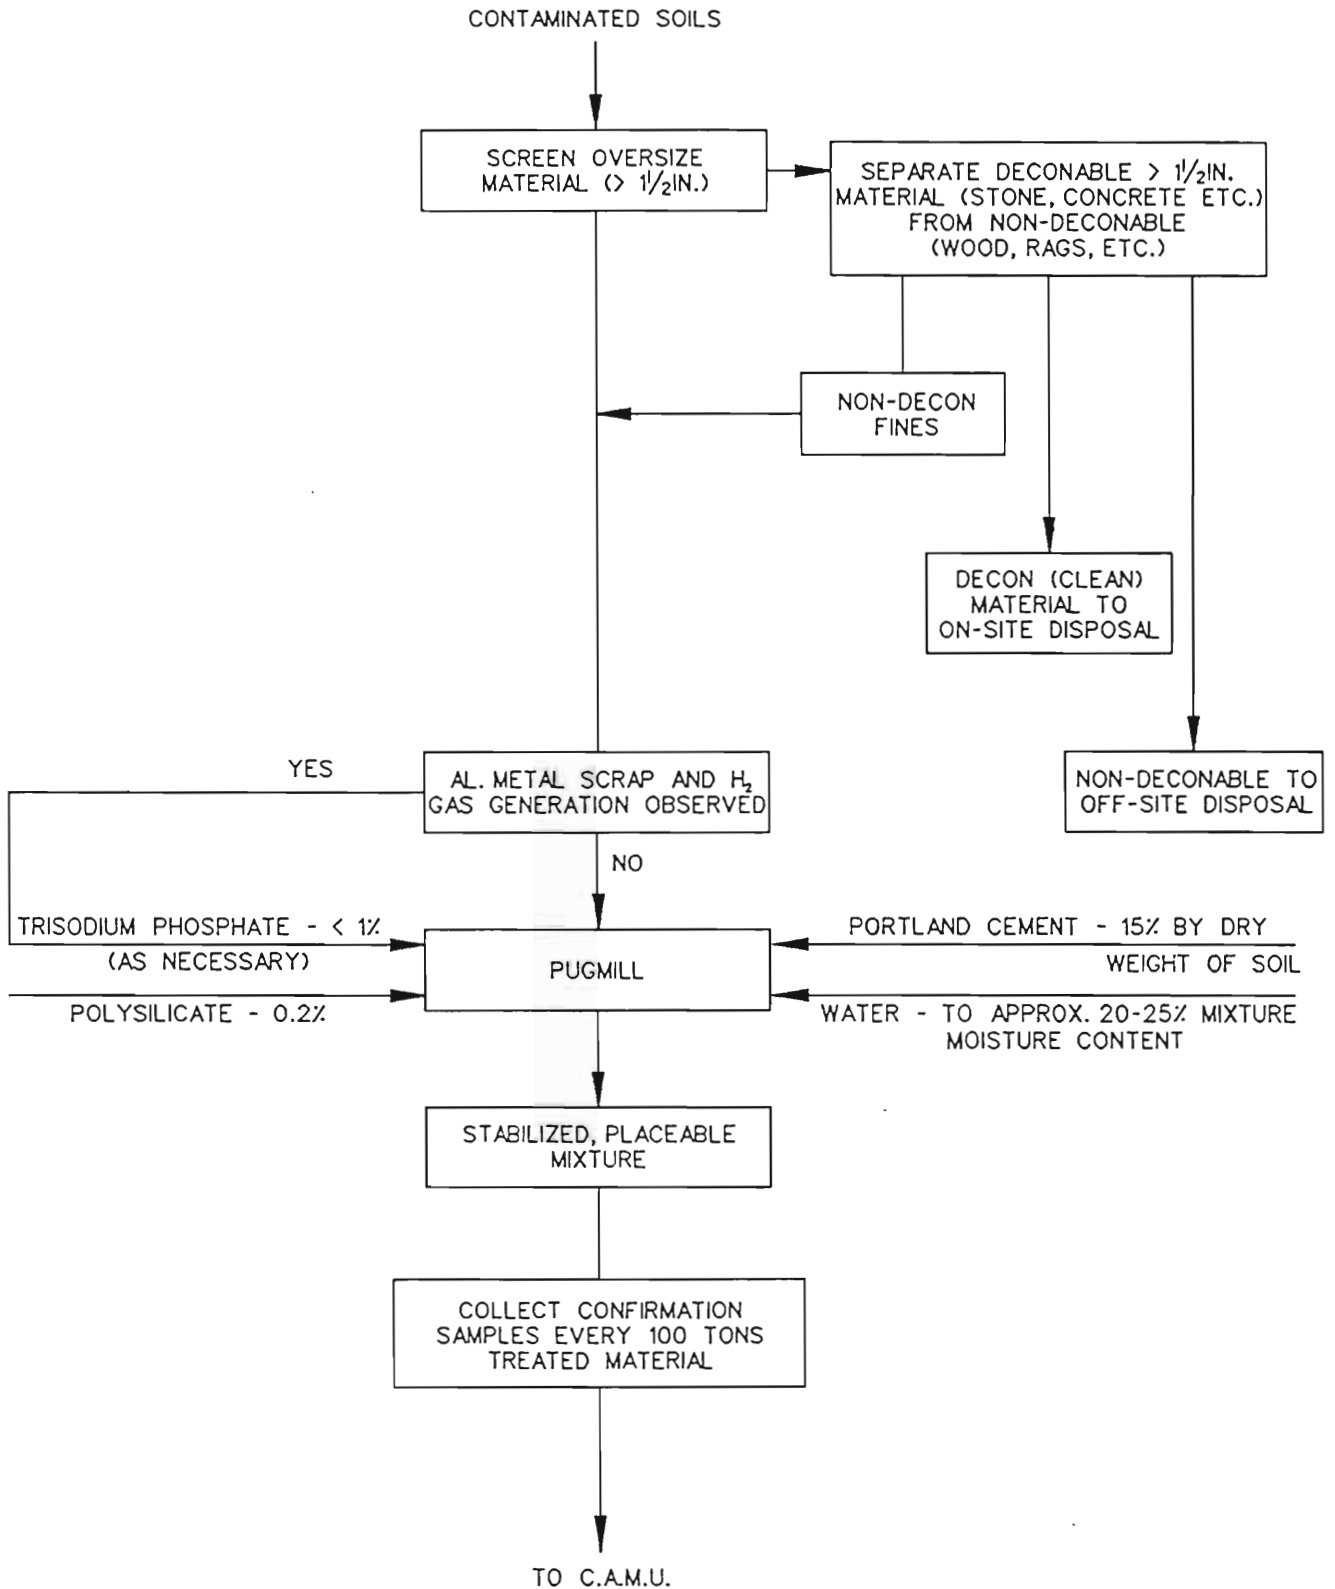 CONTAMINATED SOILS
SCREEN OVERSIZE
MATERIAL (> 1 1/2IN.)
SEPARATE DECONABLE > 1 1/2IN.
MATERIAL (STONE, CONCRETE ETC.)
FROM NON-DECONABLE
(WOOD, RAGS, ETC.)
NON-DECON
FINES
DECON (CLEAN)
MATERIAL TO
ON-SITE DISPOSAL
NON-DECONABLE TO
OFF-SITE DISPOSAL
YES
AL. METAL SCRAP AND H₂
GAS GENERATION OBSERVED
NO
TRISODIUM PHOSPHATE - < 1%
(AS NECESSARY)
POLYSILICATE - 0.2%
PUGMILL
PORTLAND CEMENT - 15% BY DRY
WEIGHT OF SOIL
WATER - TO APPROX. 20-25% MIXTURE
MOISTURE CONTENT
STABILIZED, PLACEABLE
MIXTURE
COLLECT CONFIRMATION
SAMPLES EVERY 100 TONS
TREATED MATERIAL
TO C.A.M.U.